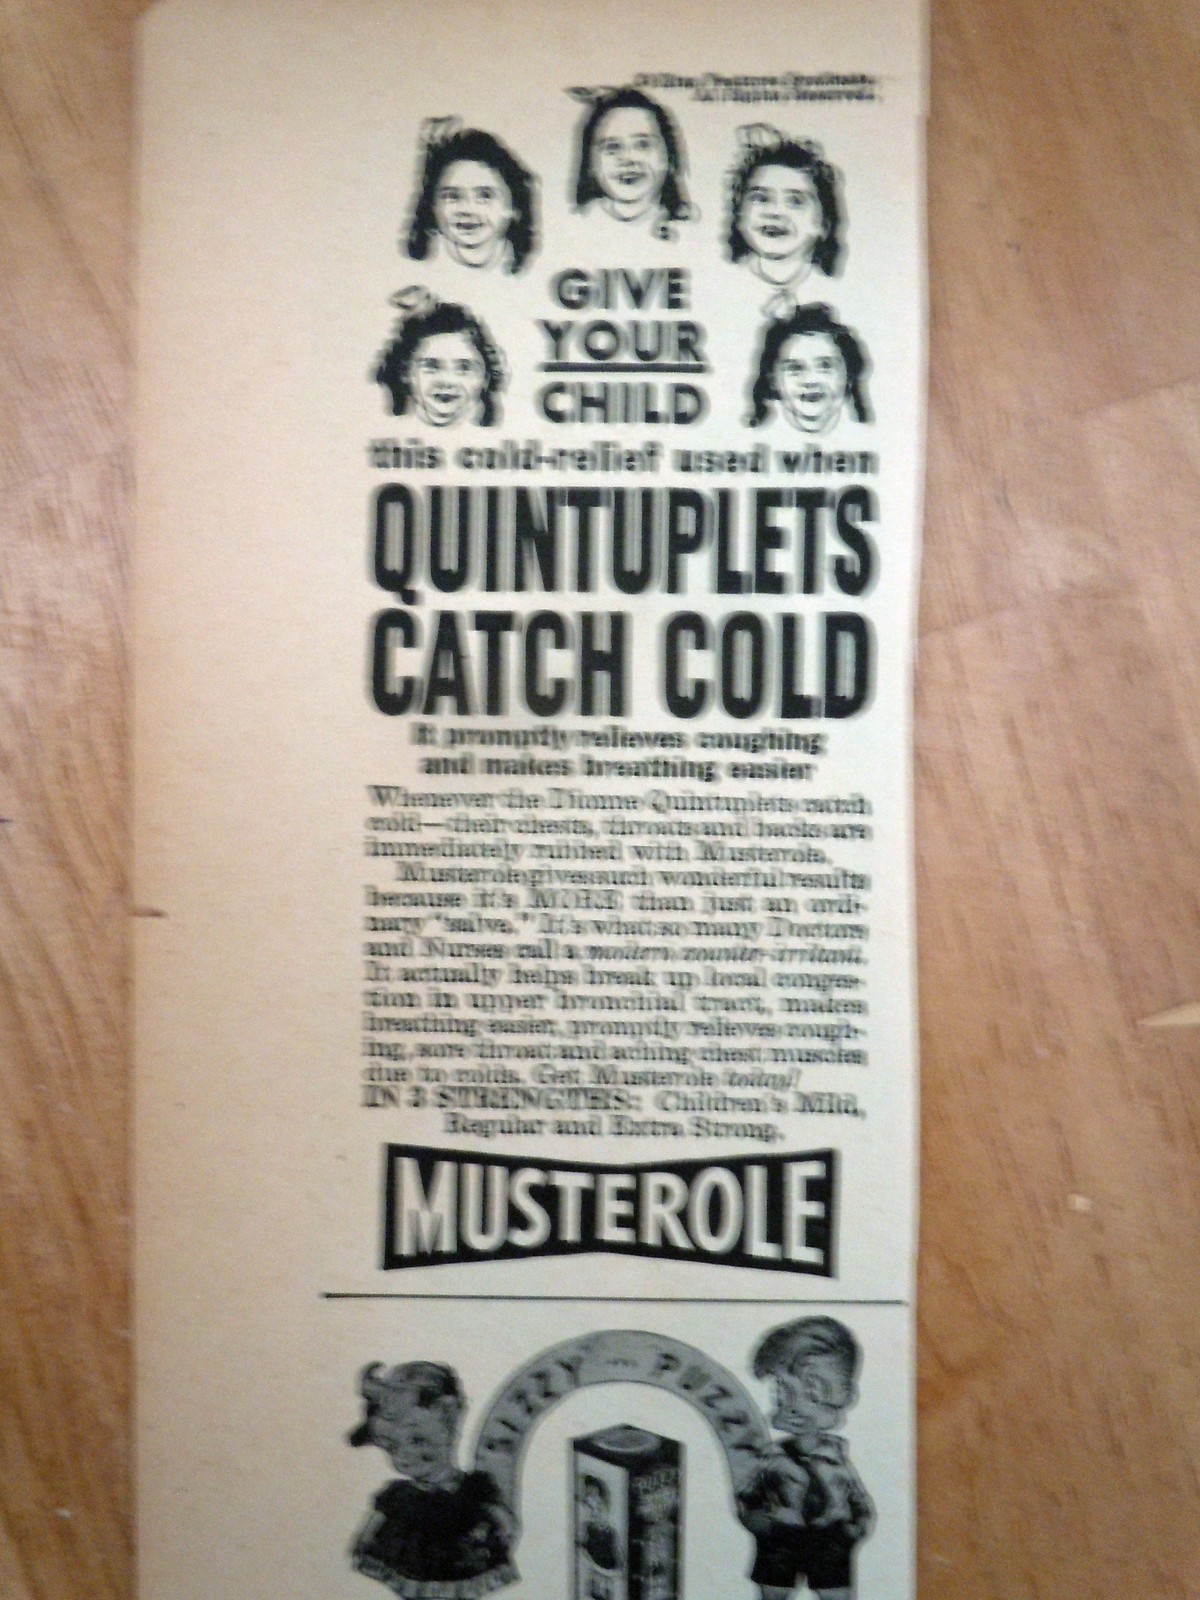 All Rights Reserved.
GIVE
YOUR
CHILD
this cold-relief used when
QUINTUPLETS
CATCH COLD
It promptly relieves coughing
and makes breathing easier
Whenever the Dionne Quintuplets catch
cold—their chests, throats and backs are
immediately rubbed with Musterole.
Musterole gives such wonderful results
because it's MORE than just an ordi-
nary "salve." It's what so many Doctors
and Nurses call a modern counter-irritant.
It actually helps break up local conges-
tion in upper bronchial tract, makes
breathing easier, promptly relieves cough-
ing, sore throat and aching chest muscles
due to colds. Get Musterole today!
IN 3 STRENGTHS: Children's Mild,
Regular and Extra Strong.
MUSTEROLE
PUZZY